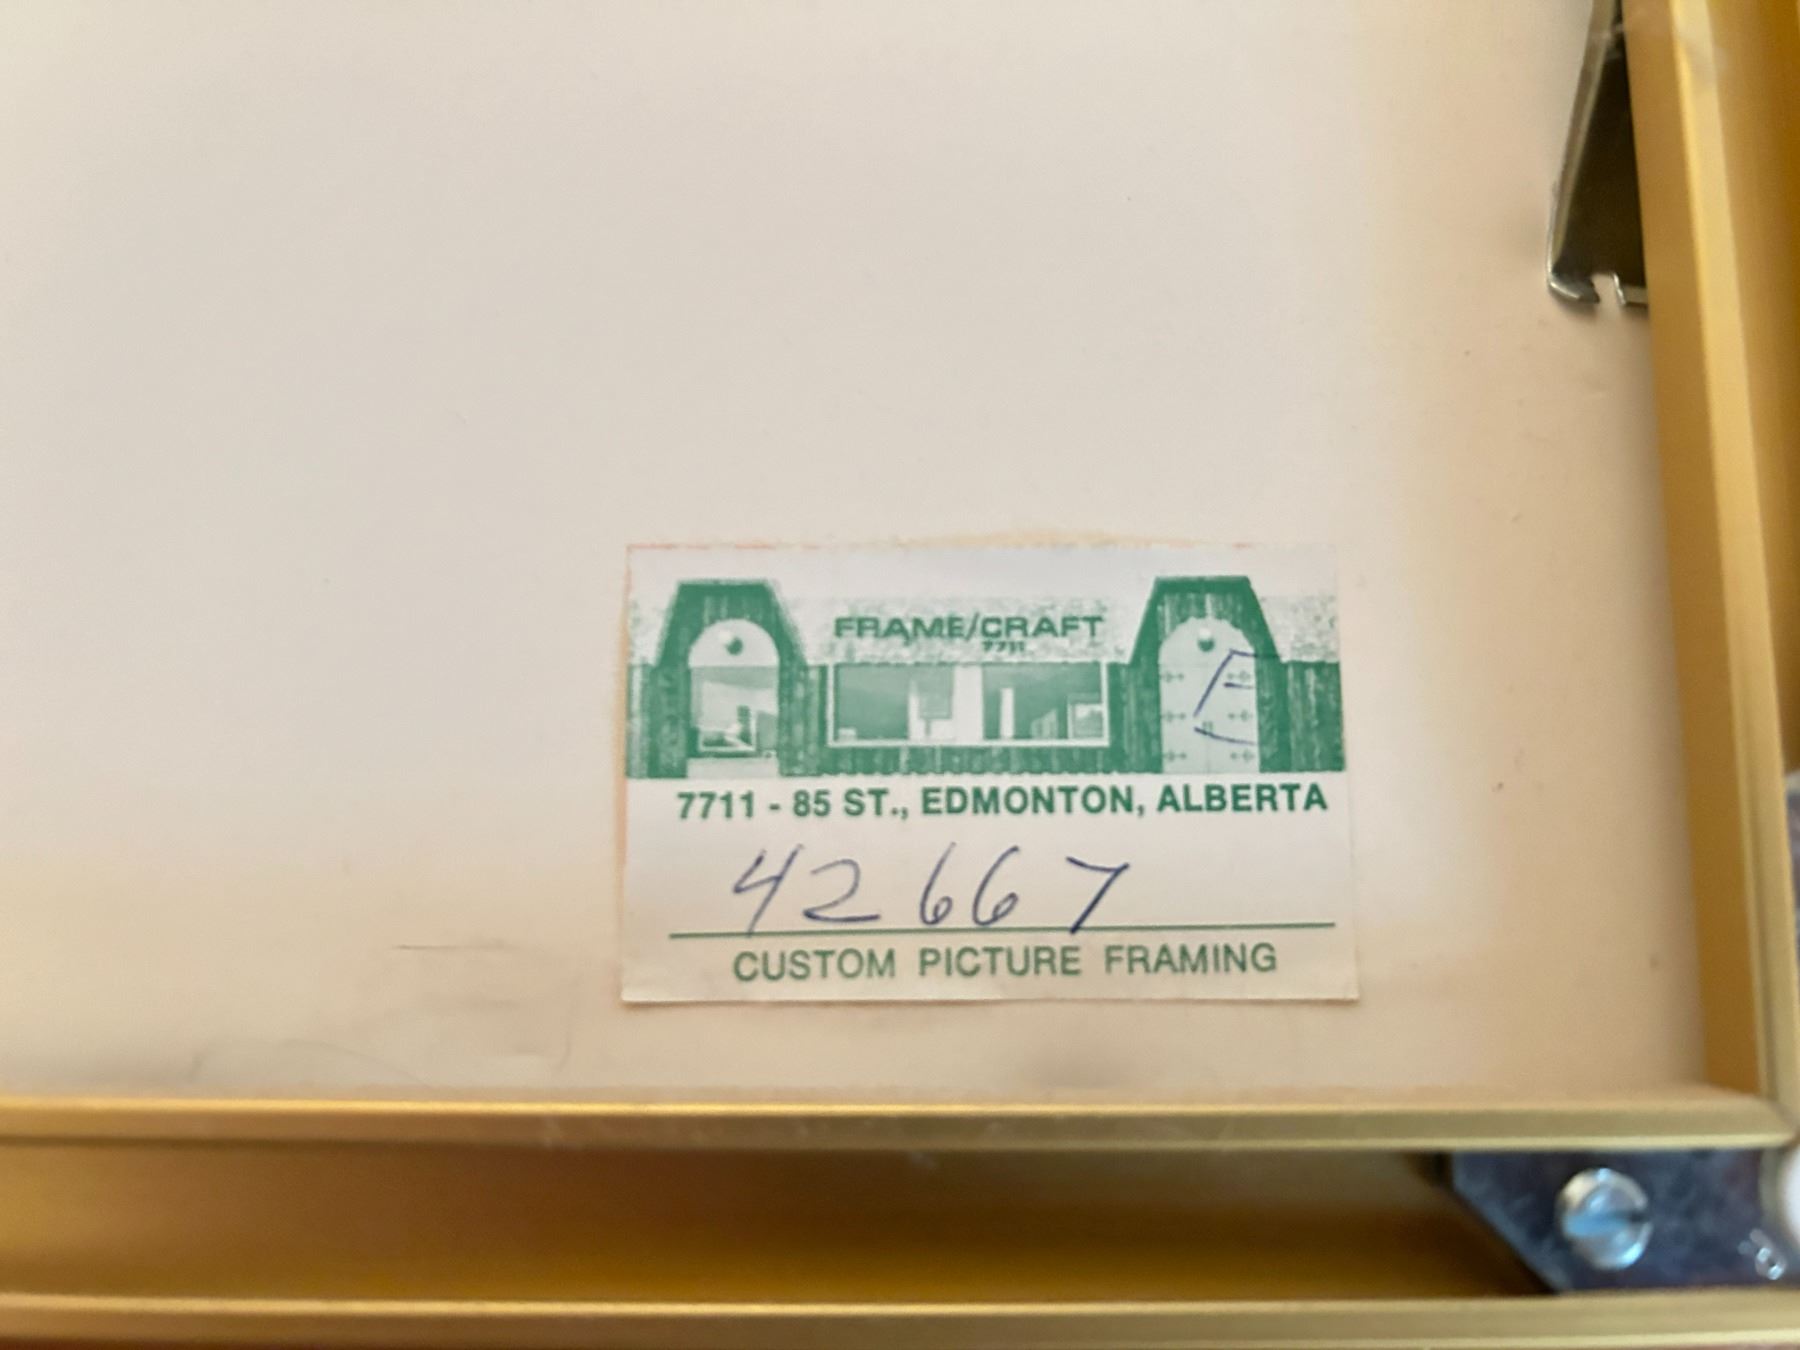 FRAME/CRAFT
7711
E
7711 - 85 ST., EDMONTON, ALBERTA
42667
CUSTOM PICTURE FRAMING